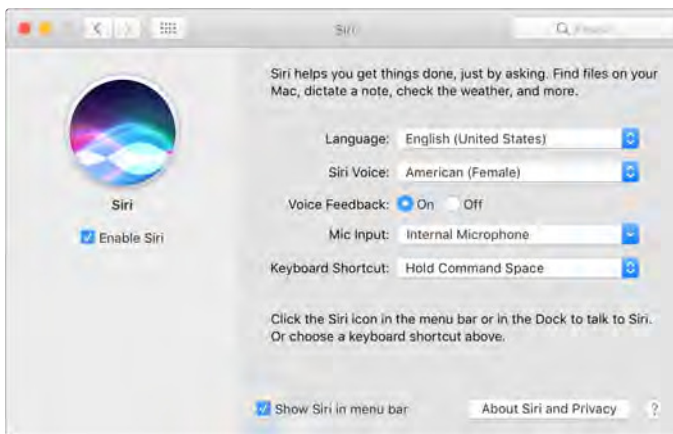 Siri
Siri helps you get things done, just by asking. Find files on your
Mac, dictate a note, check the weather, and more.
Language: English (United States)
Siri Voice: American (Female)
Siri
Voice Feedback: On Off
Enable Siri
Mic Input: Internal Microphone
Keyboard Shortcut: Hold Command Space
Click the Siri icon in the menu bar or in the Dock to talk to Siri.
Or choose a keyboard shortcut above.
Show Siri in menu bar
About Siri and Privacy
?